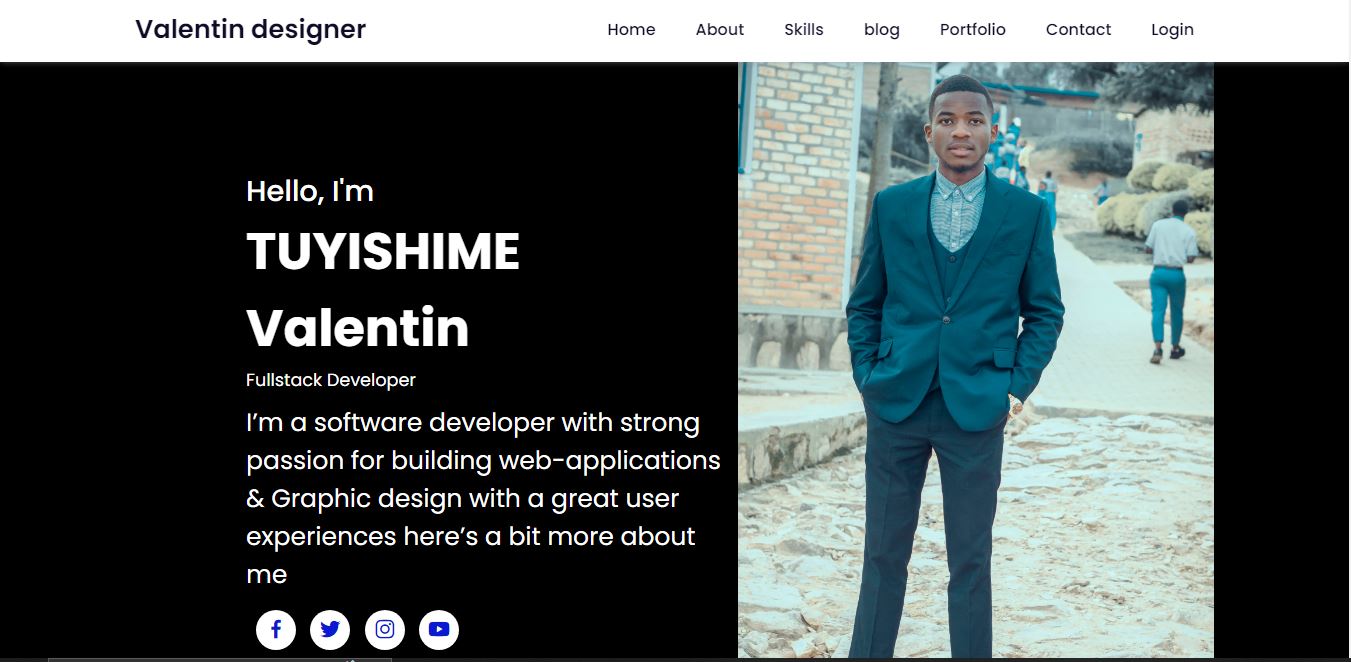 Valentin designer
Home About Skills blog Portfolio Contact Login
Hello, I'm
TUYISHIME
Valentin
Fullstack Developer
I’m a software developer with strong
passion for building web-applications
& Graphic design with a great user
experiences here’s a bit more about
me